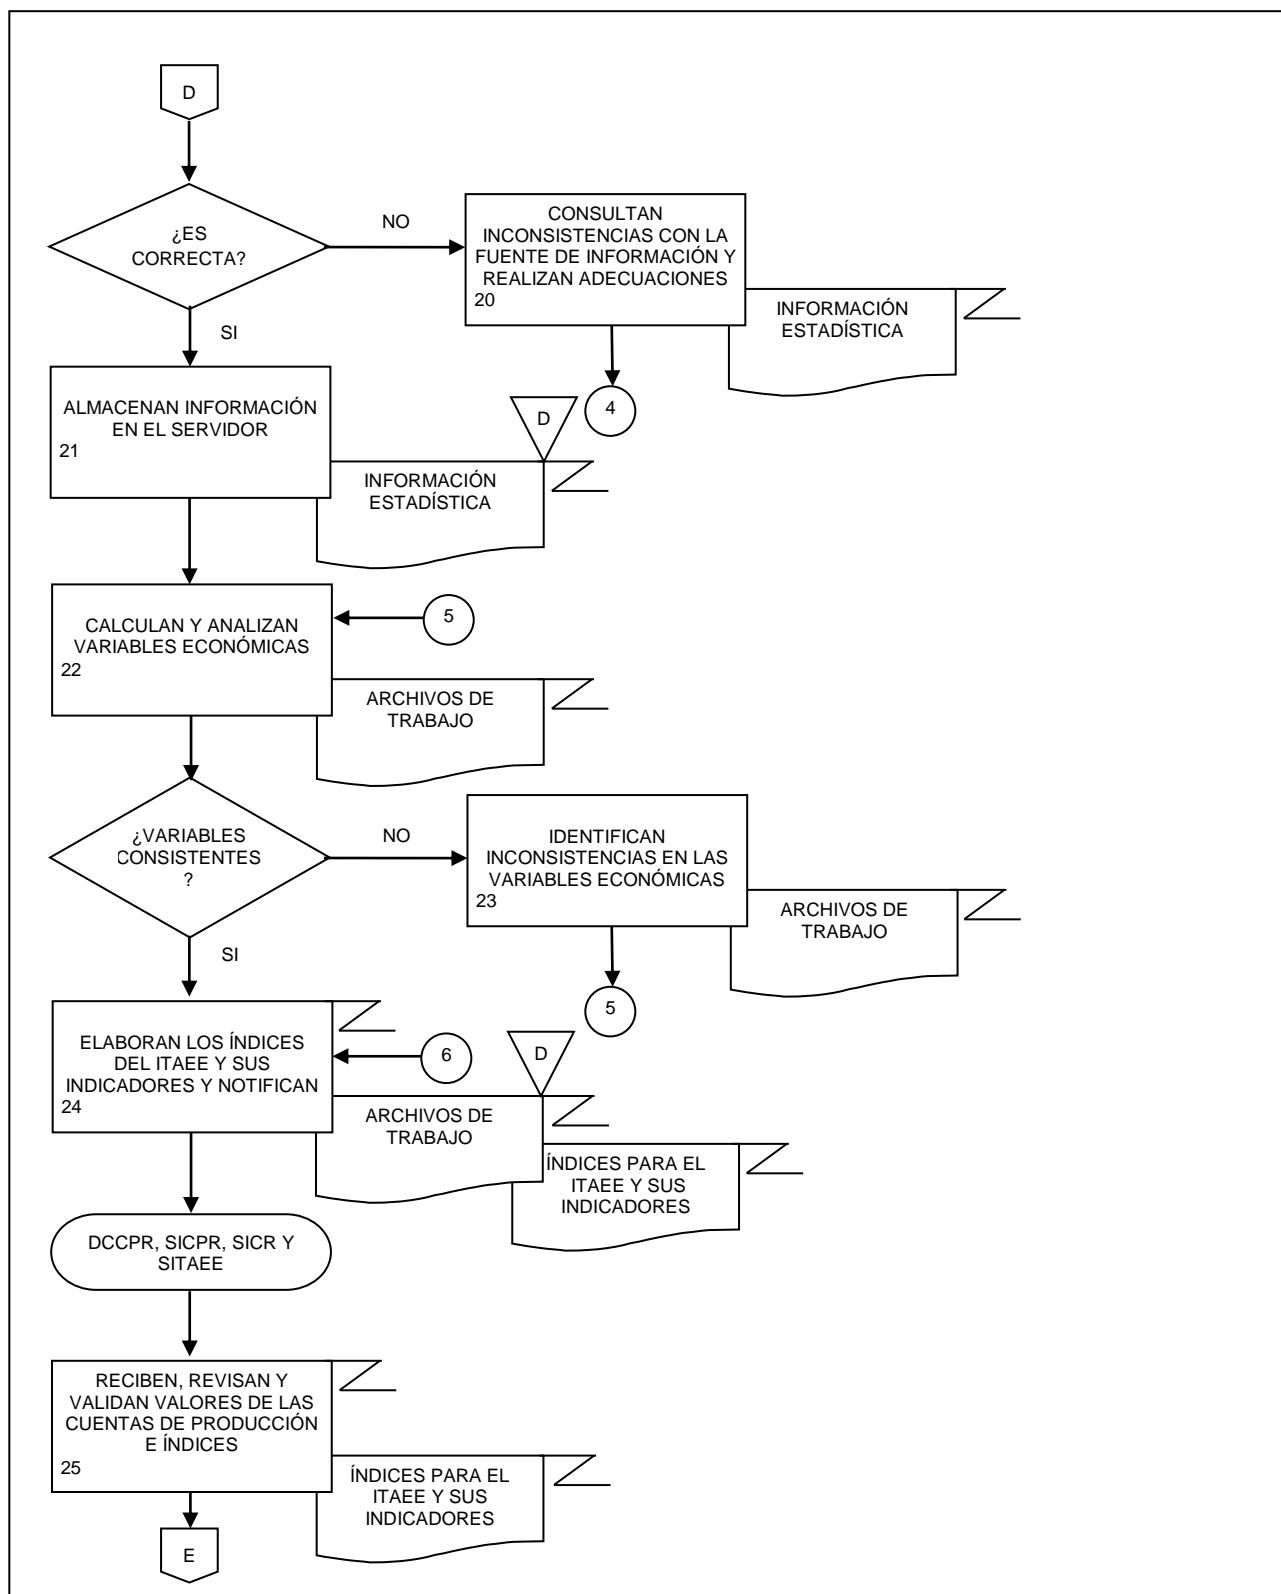 D
¿ES
CORRECTA?
NO
CONSULTAN
INCONSISTENCIAS CON LA
FUENTE DE INFORMACIÓN Y
REALIZAN ADECUACIONES
20
INFORMACIÓN
ESTADÍSTICA
SI
4
ALMACENAN INFORMACIÓN
EN EL SERVIDOR
21
D
INFORMACIÓN
ESTADÍSTICA
CALCULAN Y ANALIZAN
VARIABLES ECONÓMICAS
22
5
ARCHIVOS DE
TRABAJO
¿VARIABLES
CONSISTENTES
?
NO
IDENTIFICAN
INCONSISTENCIAS EN LAS
VARIABLES ECONÓMICAS
23
ARCHIVOS DE
TRABAJO
SI
5
ELABORAN LOS ÍNDICES
DEL ITAEE Y SUS
INDICADORES Y NOTIFICAN
24
6
D
ARCHIVOS DE
TRABAJO
ÍNDICES PARA EL
ITAEE Y SUS
INDICADORES
DCCPR, SICPR, SICR Y
SITAEE
RECIBEN, REVISAN Y
VALIDAN VALORES DE LAS
CUENTAS DE PRODUCCIÓN
E ÍNDICES
25
ÍNDICES PARA EL
ITAEE Y SUS
INDICADORES
E